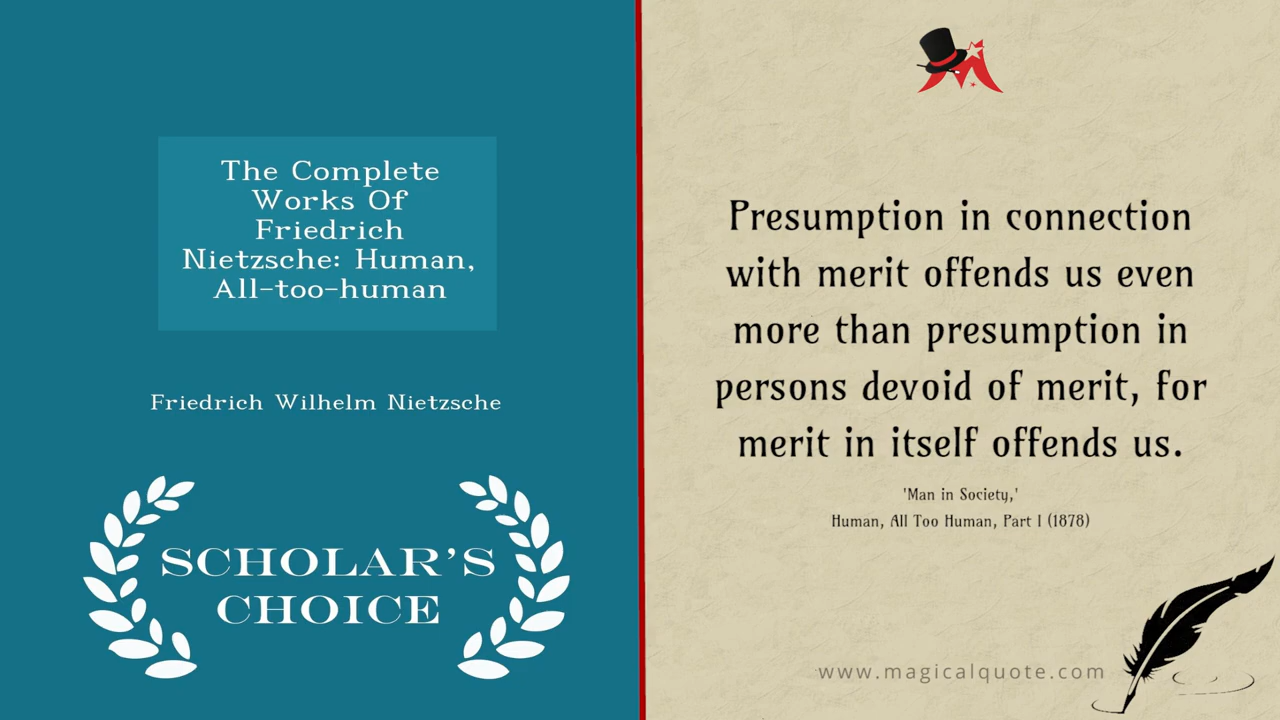 The Complete
Works Of
Friedrich
Nietzsche: Human,
All-too-human
Friedrich Wilhelm Nietzsche
SCHOLAR'S
CHOICE
Presumption in connection
with merit offends us even
more than presumption in
persons devoid of merit, for
merit in itself offends us.
'Man in Society,'
Human, All Too Human, Part I (1878)
www.magicalquote.com